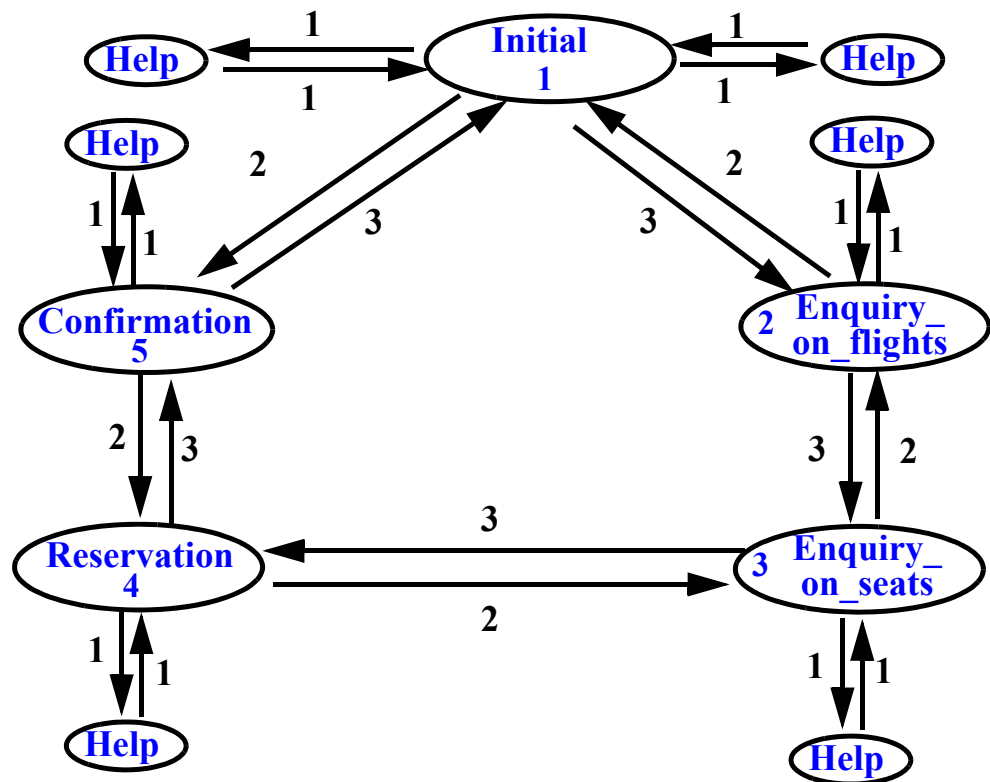 1
Initial
1
Help
1
1
1
Help
Help
1
1
2
3
2
3
Help
1
1
Confirmation
5
2 Enquiry_
on_flights
2
3
3
2
3
Reservation
4
2
3 Enquiry_
on_seats
1
1
Help
1
1
Help